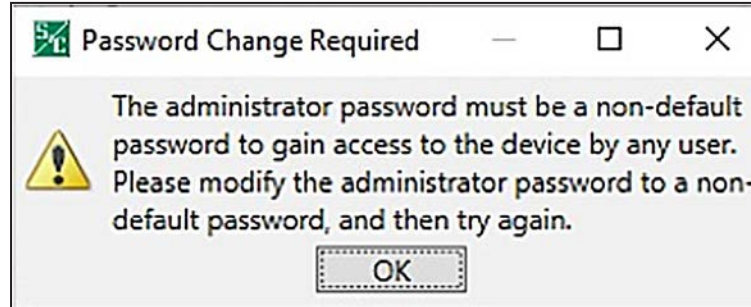 S/C Password Change Required
The administrator password must be a non-default
password to gain access to the device by any user.
Please modify the administrator password to a non-
default password, and then try again.
OK